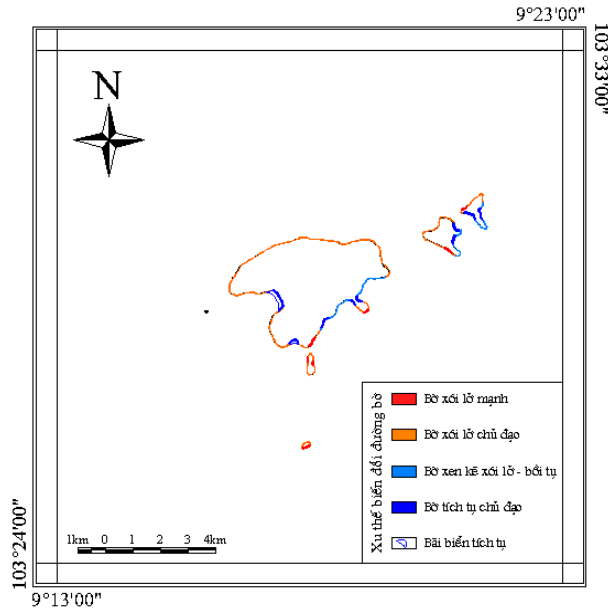 9°23'00"
103°33'00"
N
Xu thế biến đổi đường bờ
Bờ xói lở mạnh
Bờ xói lở chủ đạo
Bờ xen kẽ xói lở - bồi tụ
Bờ tích tụ chủ đạo
Bãi biển tích tụ
1km 0 1 2 3 4km
103°24'00"
9°13'00"